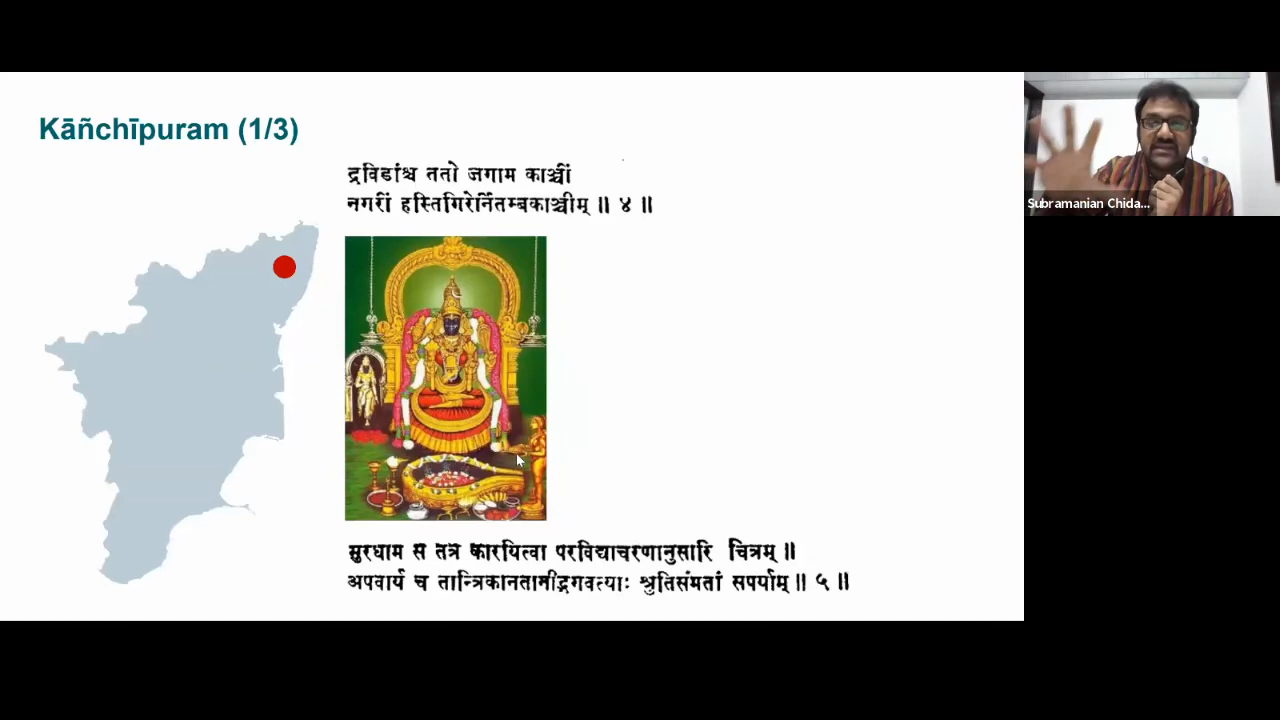 Kāñchīpuram (1/3)
द्रविडांश्च ततो जगाम काञ्चीं
नगरीं हस्तिगिरेर्नितम्बकाञ्चीम् ॥ ४ ॥
सुरधाम स तत्र कारयित्वा परविद्याचरणानुसारि चित्रम् ॥
अपवार्य च तान्त्रिकानतानीद्भगवत्याः श्रुतिसंमतां सपर्याम् ॥ ५ ॥
Subramanian Chida...